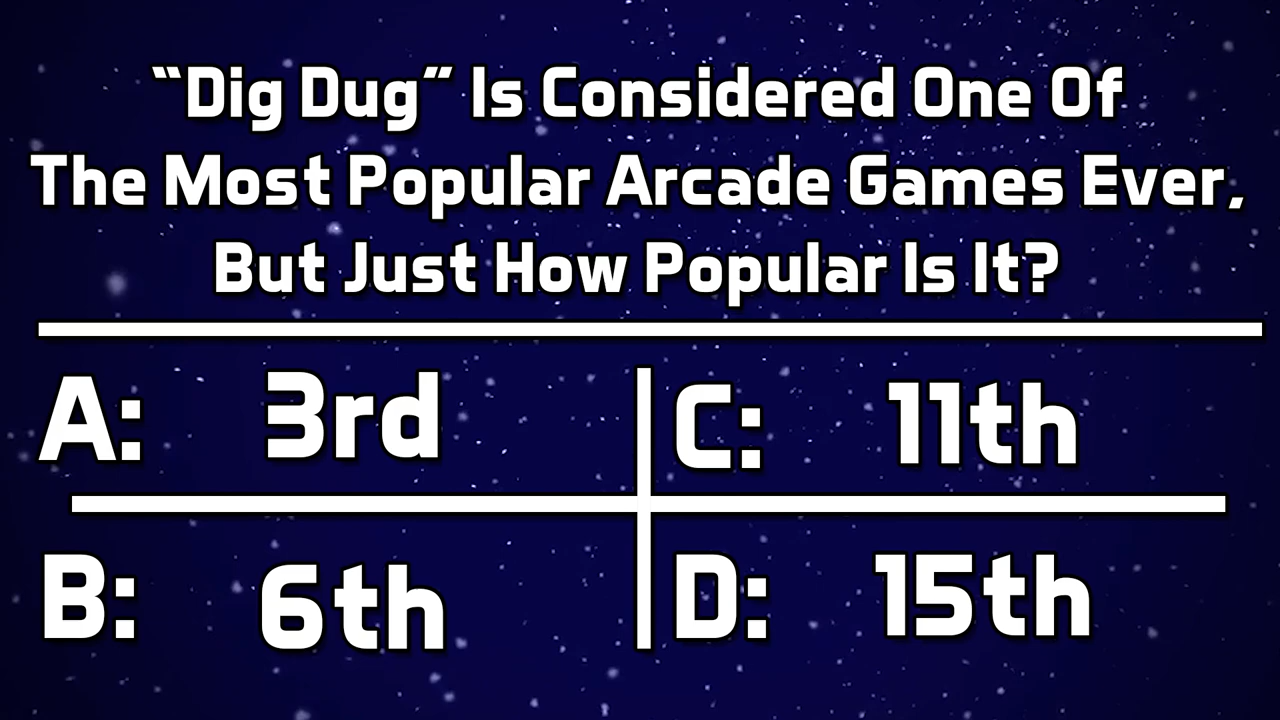 “Dig Dug” Is Considered One Of
The Most Popular Arcade Games Ever,
But Just How Popular Is It?
A: 3rd
C: 11th
B: 6th
D: 15th